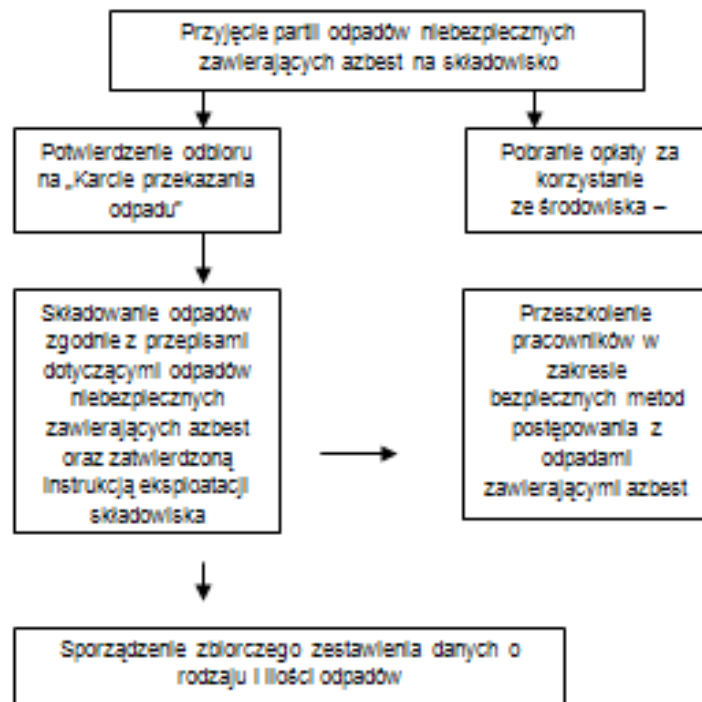 Przyjęcie partii odpadów niebezpiecznych
zawierających azbest na składowisko
Potwierdzenie odbioru
na „Karcie przekazania
odpadu"
Pobranie opłaty za
korzystanie
ze środowiska –
Składowanie odpadów
zgodnie z przepisami
dotyczącymi odpadów
niebezpiecznych
zawierających azbest
oraz zatwierdzoną
instrukcją eksploatacji
składowiska
Przeszkolenie
pracowników w
zakresie
bezpiecznych metod
postępowania z
odpadami
zawierającymi azbest
Sporządzenie zbiorczego zestawienia danych o
rodzaju i ilości odpadów